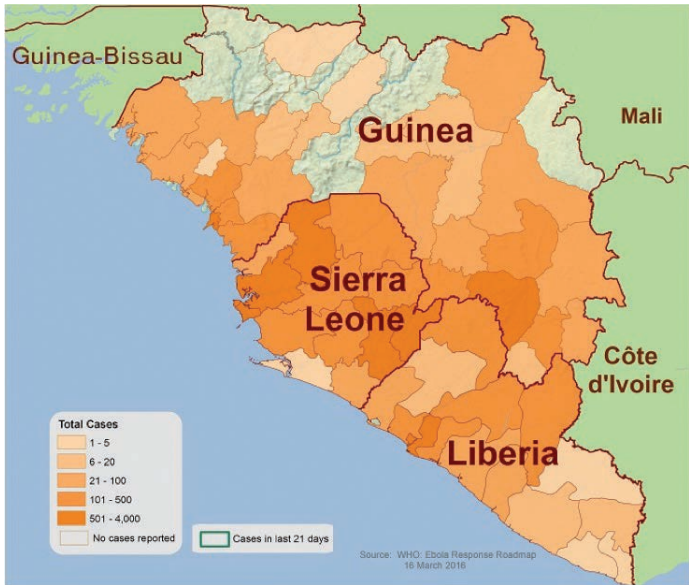 Guinea-Bissau
Guinea
Mali
Sierra
Leone
Côte
d'Ivoire
Liberia
Total Cases
1 - 5
6 - 20
21 - 100
101 - 500
501 - 4,000
No cases reported
Cases in last 21 days
Source: WHO: Ebola Response Roadmap
16 March 2016